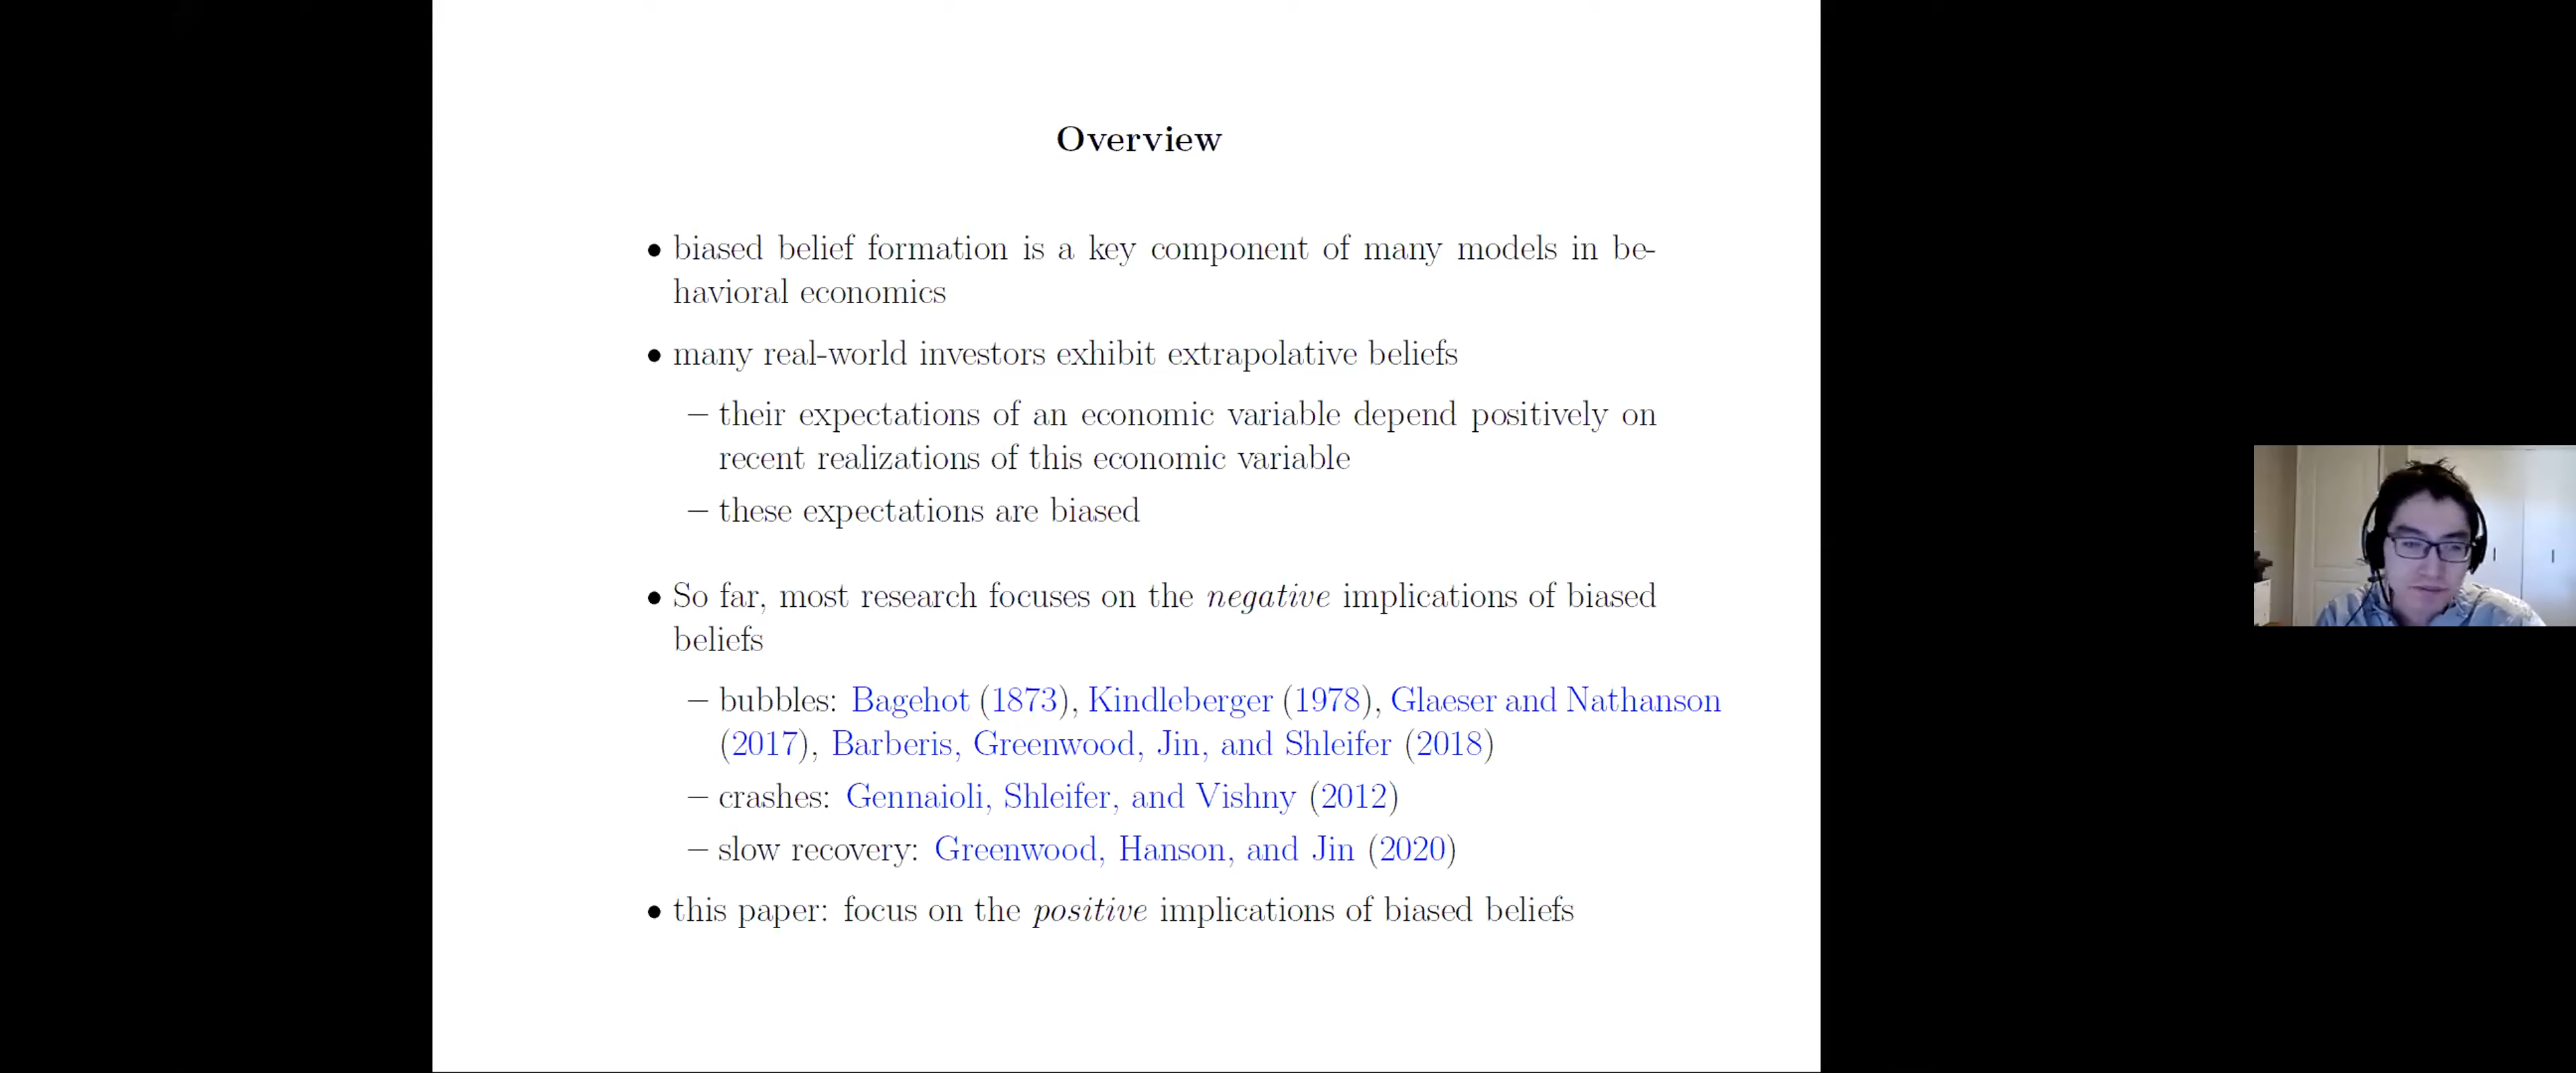 Overview
• biased belief formation is a key component of many models in be-
havioral economics
• many real-world investors exhibit extrapolative beliefs
– their expectations of an economic variable depend positively on
recent realizations of this economic variable
– these expectations are biased
• So far, most research focuses on the negative implications of biased
beliefs
– bubbles: Bagehot (1873), Kindleberger (1978), Glaeser and Nathanson
(2017), Barberis, Greenwood, Jin, and Shleifer (2018)
– crashes: Gennaioli, Shleifer, and Vishny (2012)
– slow recovery: Greenwood, Hanson, and Jin (2020)
• this paper: focus on the positive implications of biased beliefs